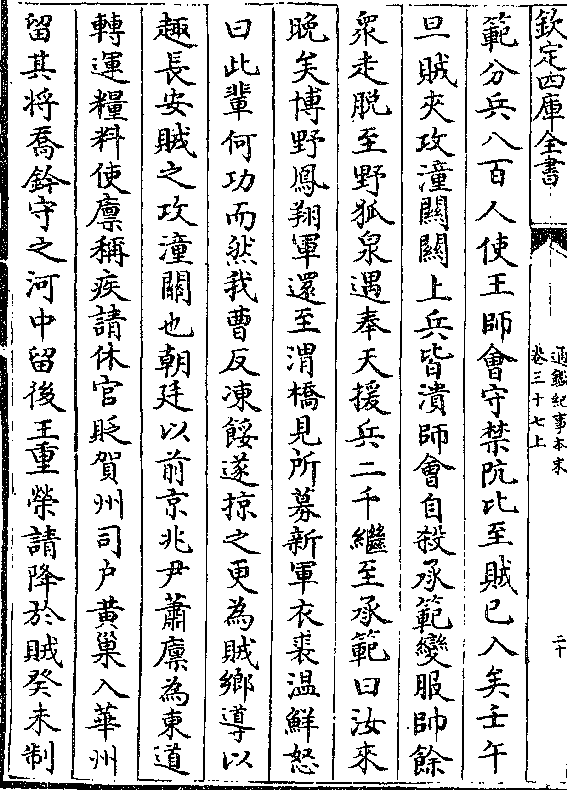 欽定四庫全書
通鑑紀事本末
卷三十七上
二十
範分兵八百人使王師會守禁阬比至賊已入矣壬午
旦賊夾攻潼關關上兵皆潰師會自殺承範變服帥餘
衆走脫至野狐泉遇奉天援兵二千繼至承範曰汝來
晚矣博野鳳翔軍還至渭橋見所募新軍衣裘温鮮怒
曰此輩何功而然我曹反凍餒遂掠之更為賊鄉導以
趣長安賊之攻潼關也朝廷以前京兆尹蕭廪為東道
轉運糧料使廪稱疾請休官貶賀州司户黄巢入華州
留其将喬鈐守之河中留後王重榮請降於賊癸未制